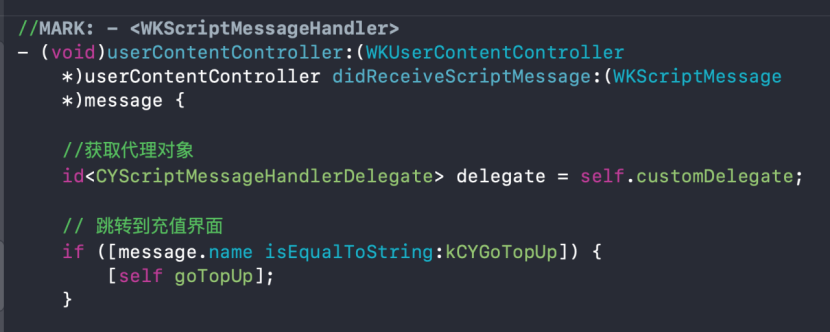 //MARK: - <WKScriptMessageHandler>
- (void)userContentController:(WKUserContentController
*)userContentController didReceiveScriptMessage:(WKScriptMessage
*)message {
//获取代理对象
id<CYScriptMessageHandlerDelegate> delegate = self.customDelegate;
// 跳转到充值界面
if ([message.name isEqualToString:kCYGoTopUp]) {
[self goTopUp];
}